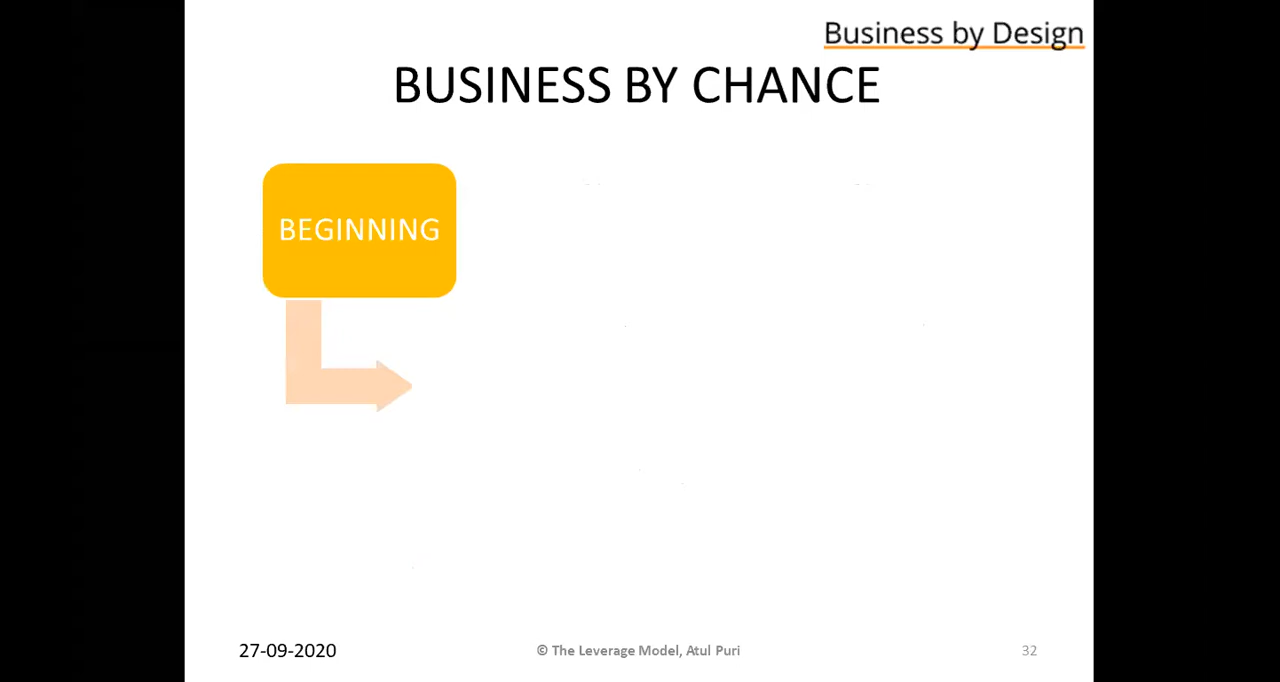 Business by Design
BUSINESS BY CHANCE
BEGINNING
27-09-2020
© The Leverage Model, Atul Puri
32